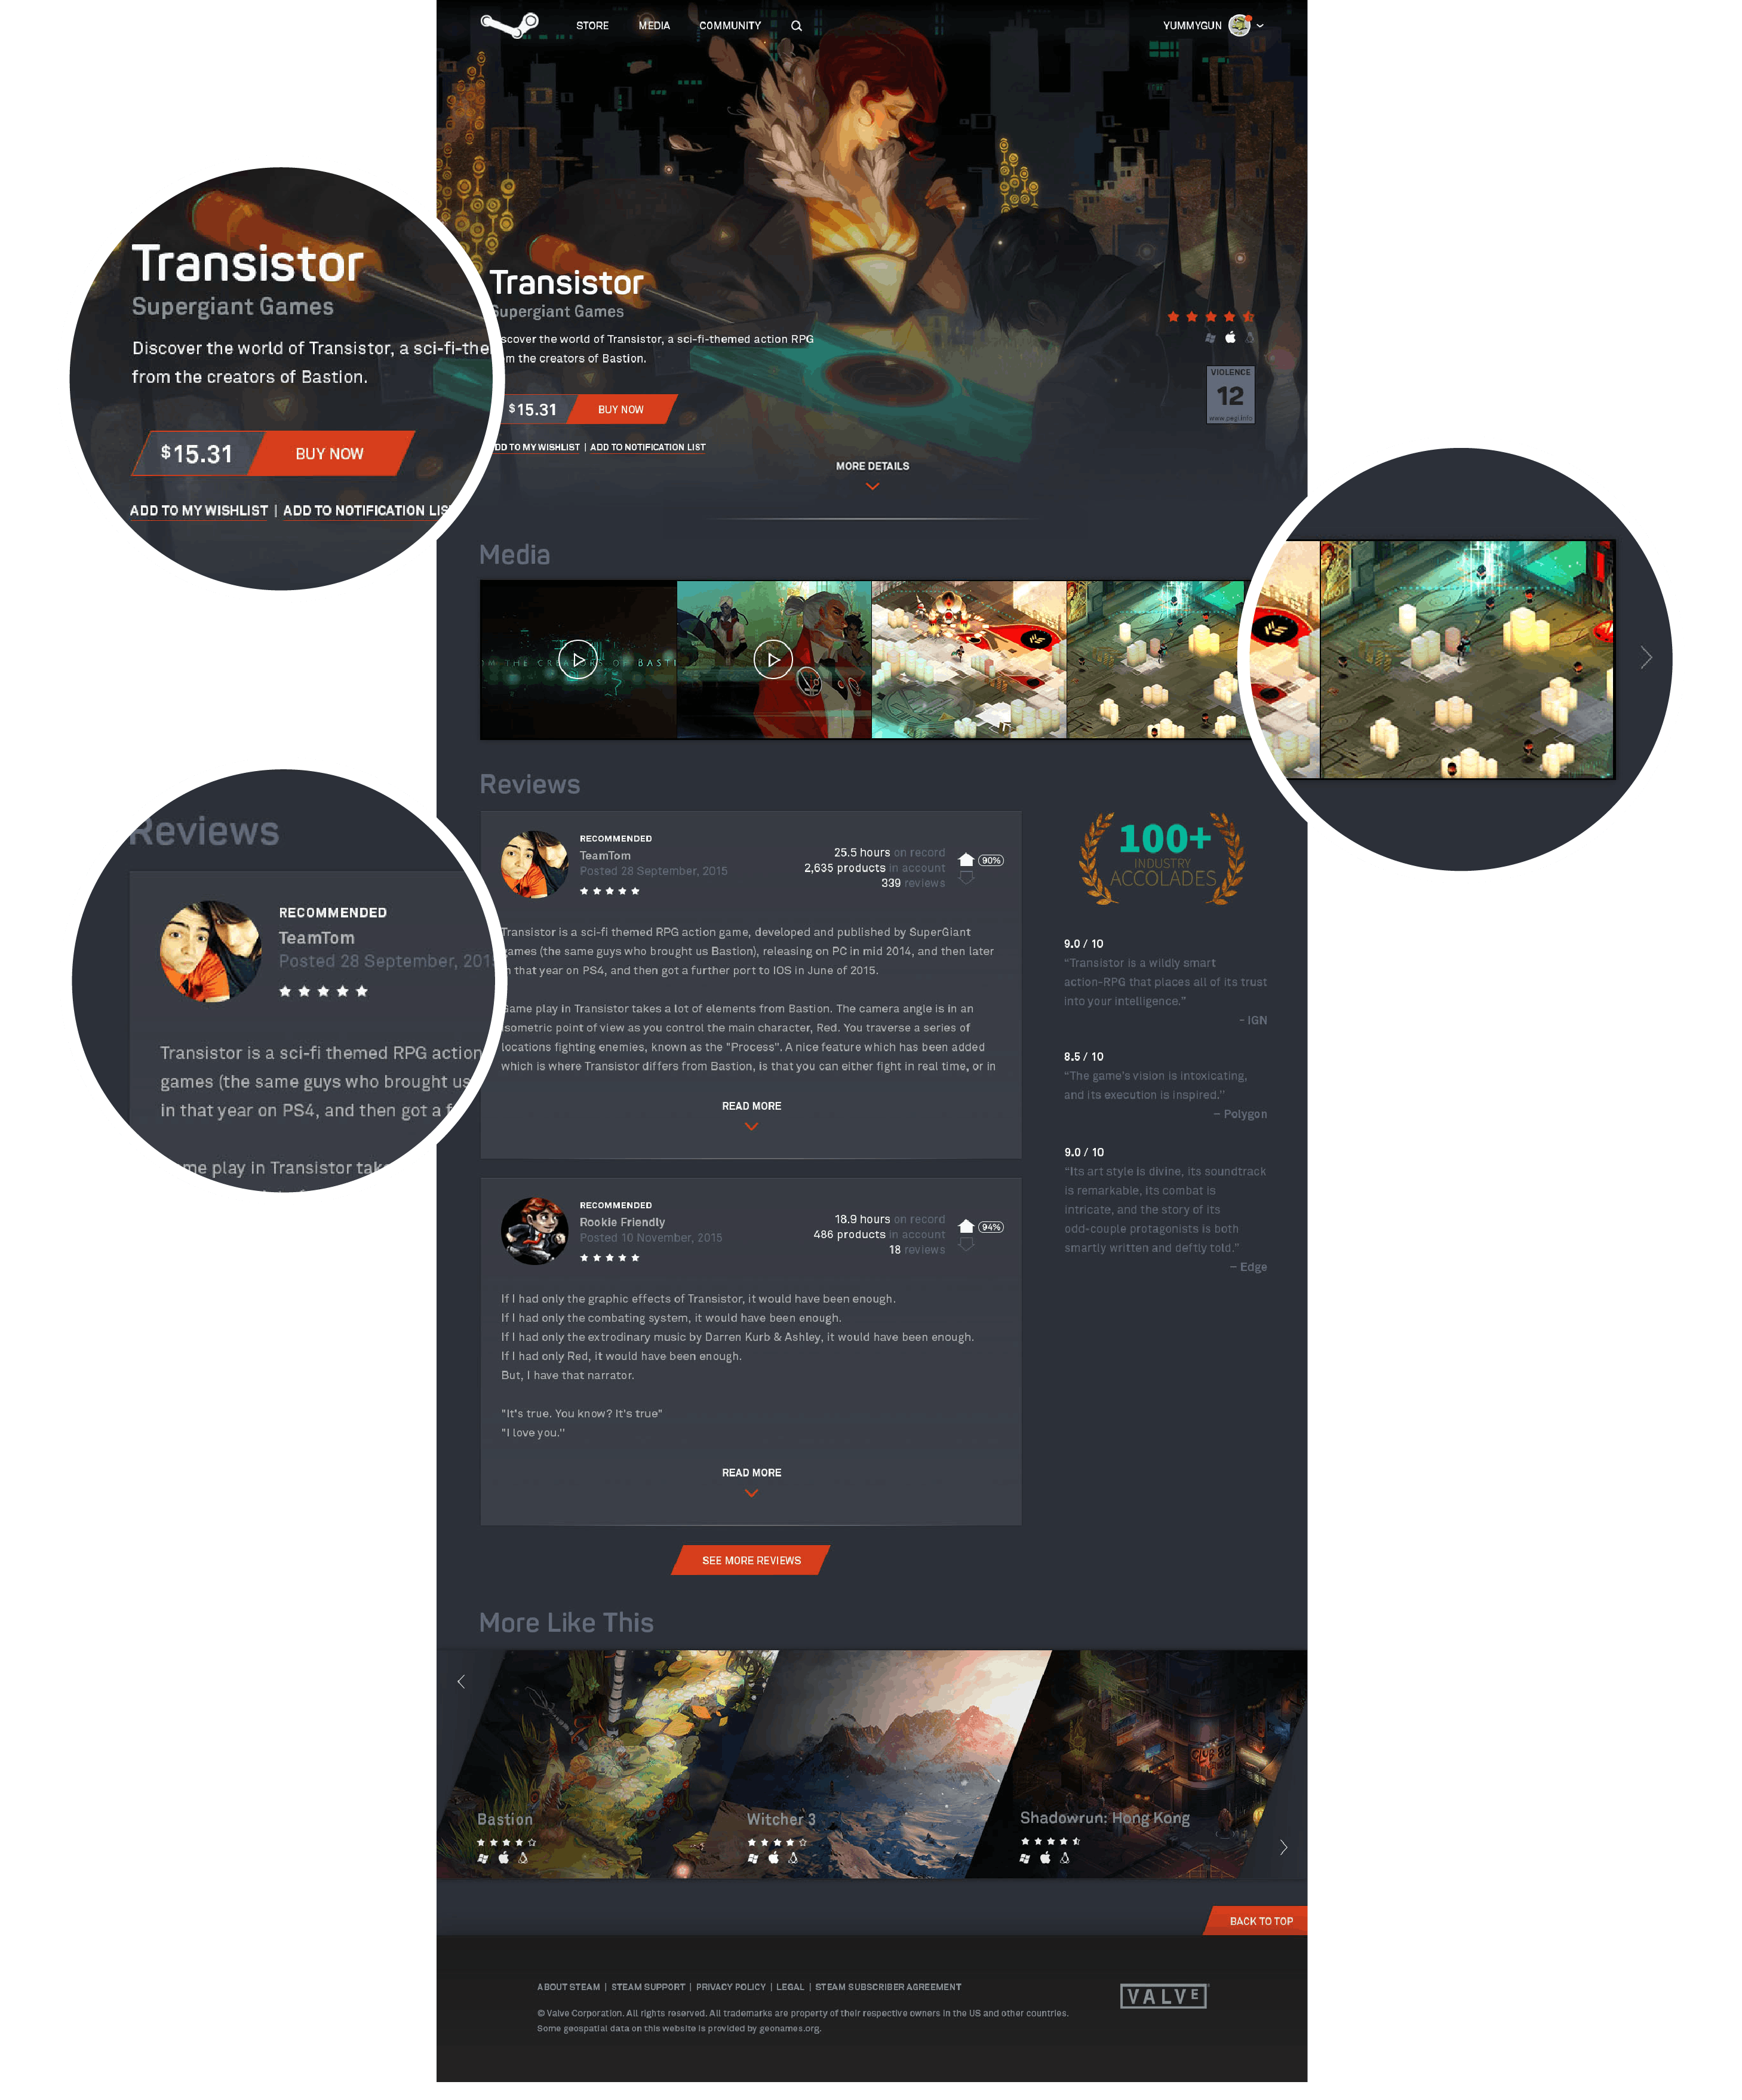 STORE MEDIA COMMUNITY
YUMMYGUN
Transistor
Supergiant Games
Discover the world of Transistor, a sci-fi-the
from the creators of Bastion.
$15.31 BUY NOW
ADD TO MY WISHLIST | ADD TO NOTIFICATION LIS
Transistor
Supergiant Games
scover the world of Transistor, a sci-fi-themed action RPG
m the creators of Bastion.
$15.31 BUY NOW
DD TO MY WISHLIST | ADD TO NOTIFICATION LIST
VIOLENCE
12
www.pegi.info
MORE DETAILS
Media
M THE CREATORS OF BASTI
Reviews
RECOMMENDED
TeamTom
Posted 28 September, 201
Transistor is a sci-fi themed RPG action
games (the same guys who brought us
in that year on PS4, and then got a f
me play in Transistor tak
Reviews
RECOMMENDED
TeamTom
Posted 28 September, 2015
25.5 hours on record
2,635 products in account
339 reviews
90%
Transistor is a sci-fi themed RPG action game, developed and published by SuperGiant
games (the same guys who brought us Bastion), releasing on PC in mid 2014, and then later
in that year on PS4, and then got a further port to IOS in June of 2015.
Game play in Transistor takes a lot of elements from Bastion. The camera angle is in an
isometric point of view as you control the main character, Red. You traverse a series of
locations fighting enemies, known as the "Process". A nice feature which has been added
which is where Transistor differs from Bastion, is that you can either fight in real time, or in
READ MORE
RECOMMENDED
Rookie Friendly
Posted 10 November, 2015
18.9 hours on record
486 products in account
18 reviews
94%
If I had only the graphic effects of Transistor, it would have been enough.
If I had only the combating system, it would have been enough.
If I had only the extrodinary music by Darren Kurb & Ashley, it would have been enough.
If I had only Red, it would have been enough.
But, I have that narrator.
"It's true. You know? It's true"
"I love you."
READ MORE
SEE MORE REVIEWS
100+
INDUSTRY
ACCOLADES
9.0 / 10
“Transistor is a wildly smart
action-RPG that places all of its trust
into your intelligence.”
– IGN
8.5 / 10
“The game's vision is intoxicating,
and its execution is inspired.”
– Polygon
9.0 / 10
“Its art style is divine, its soundtrack
is remarkable, its combat is
intricate, and the story of its
odd-couple protagonists is both
smartly written and deftly told.”
– Edge
More Like This
Bastion
Witcher 3
CLUB 88
Shadowrun: Hong Kong
BACK TO TOP
ABOUT STEAM | STEAM SUPPORT | PRIVACY POLICY | LEGAL | STEAM SUBSCRIBER AGREEMENT
© Valve Corporation. All rights reserved. All trademarks are property of their respective owners in the US and other countries.
Some geospatial data on this website is provided by geonames.org.
VALVE